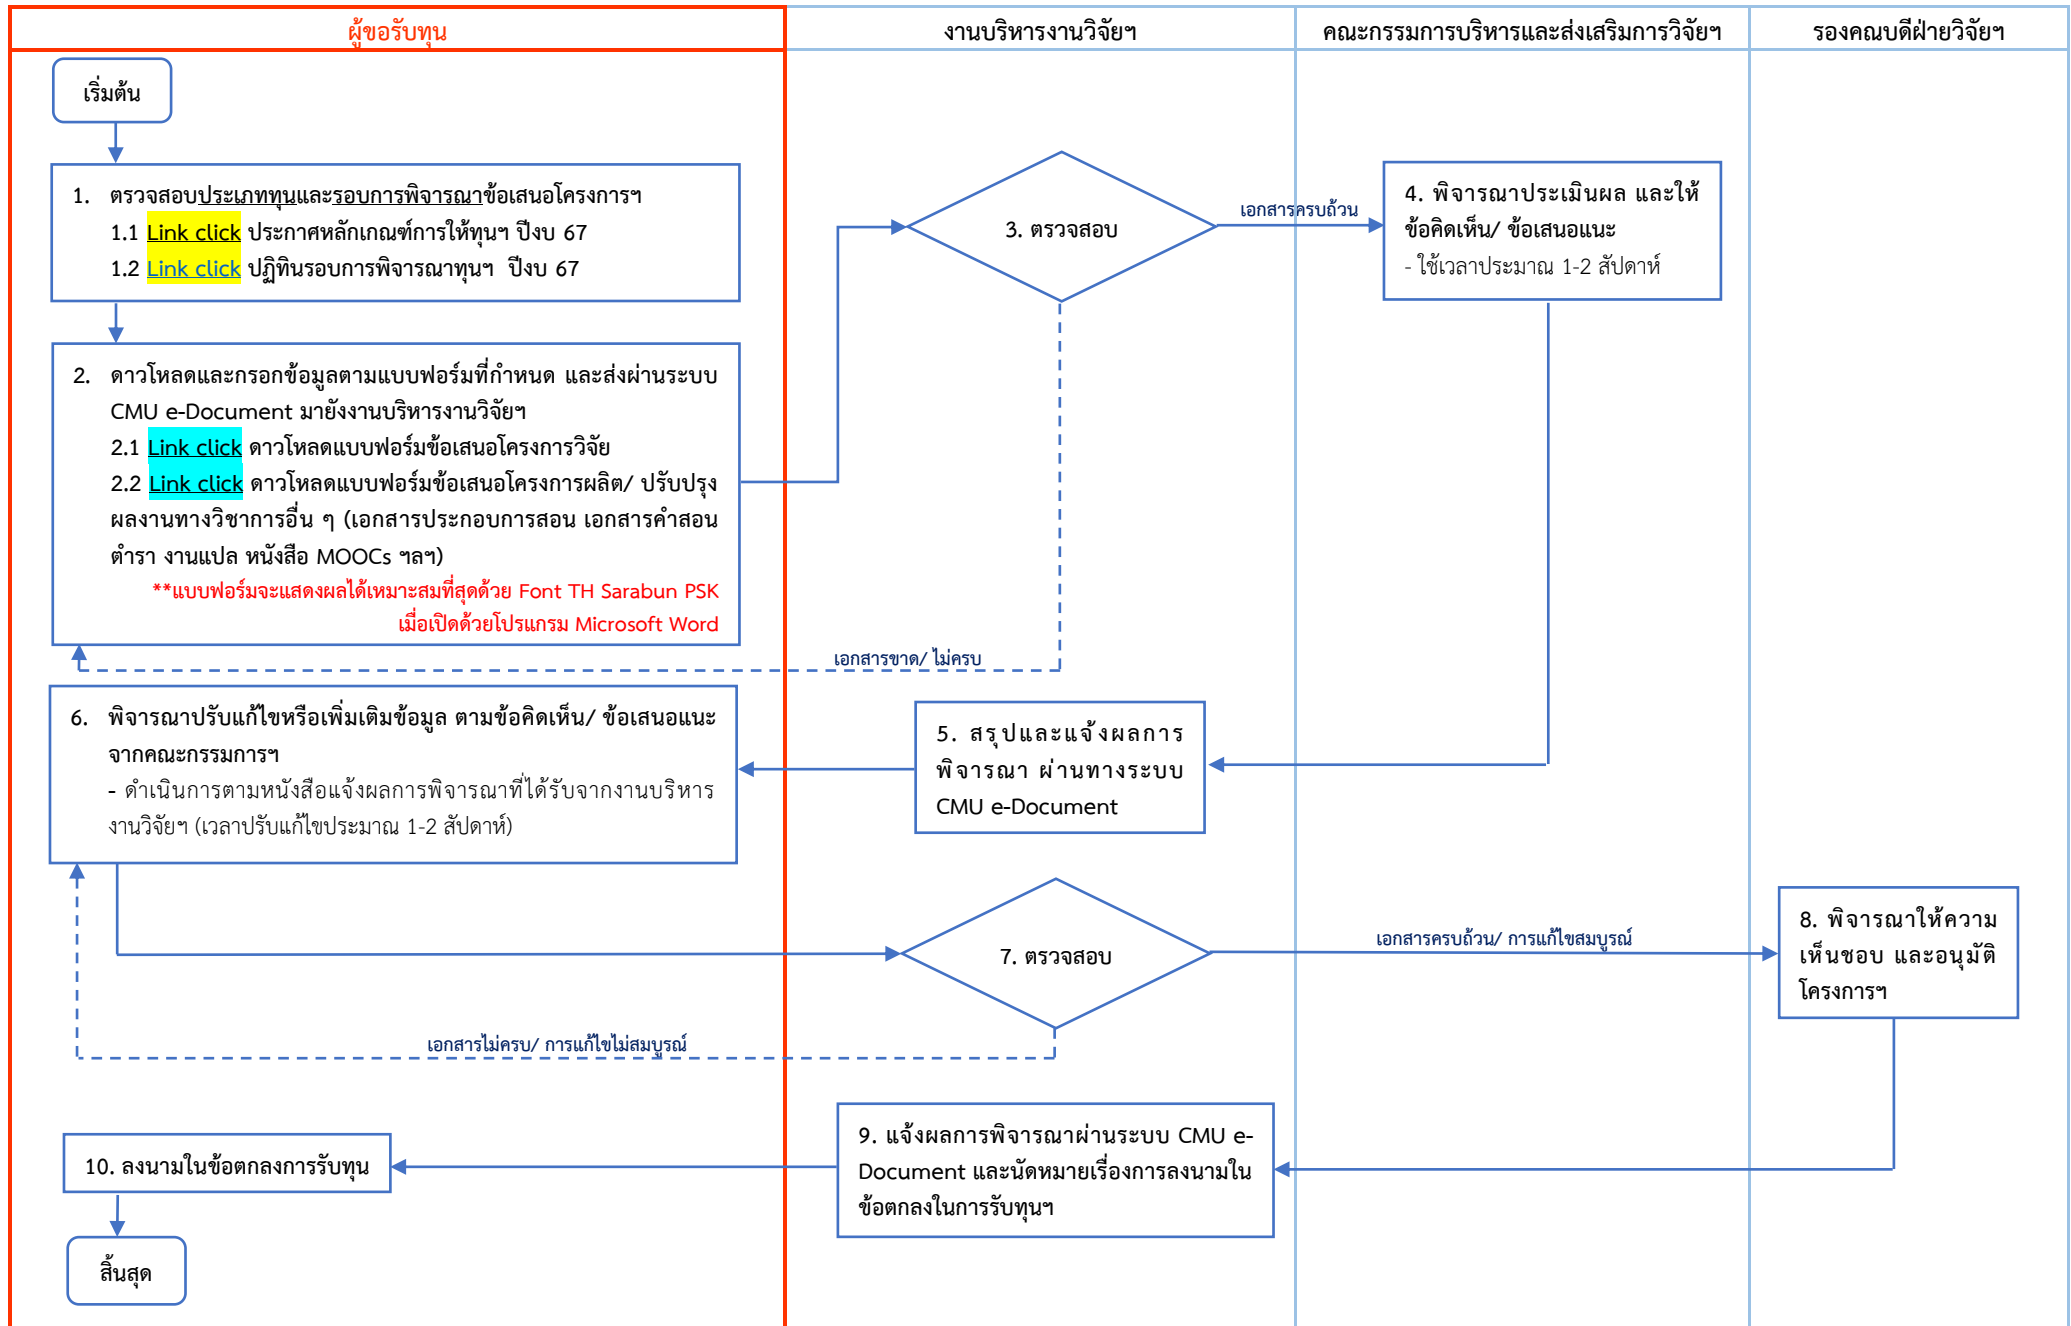 ผู้ขอรับทุน
งานบริหารงานวิจัยฯ
คณะกรรมการบริหารและส่งเสริมการวิจัยฯ
รองคณบดีฝ่ายวิจัยฯ
เริ่มต้น
1. ตรวจสอบประเภททุนและรอบการพิจารณาข้อเสนอโครงการฯ
1.1 Link click ประกาศหลักเกณฑ์การให้ทุนฯ ปีงบ 67
1.2 Link click ปฏิทินรอบการพิจารณาทุนฯ ปีงบ 67
2. ดาวโหลดและกรอกข้อมูลตามแบบฟอร์มที่กำหนด และส่งผ่านระบบ
CMU e-Document มายังงานบริหารงานวิจัยฯ
2.1 Link click ดาวโหลดแบบฟอร์มข้อเสนอโครงการวิจัย
2.2 Link click ดาวโหลดแบบฟอร์มข้อเสนอโครงการผลิต/ ปรับปรุง
ผลงานทางวิชาการอื่น ๆ (เอกสารประกอบการสอน เอกสารคำสอน
ตำรา งานแปล หนังสือ MOOCs ฯลฯ)
**แบบฟอร์มจะแสดงผลได้เหมาะสมที่สุดด้วย Font TH Sarabun PSK
เมื่อเปิดด้วยโปรแกรม Microsoft Word
3. ตรวจสอบ
เอกสารครบถ้วน
4. พิจารณาประเมินผล และให้
ข้อคิดเห็น/ ข้อเสนอแนะ
- ใช้เวลาประมาณ 1-2 สัปดาห์
เอกสารขาด/ ไม่ครบ
5. สรุปและแจ้งผลการ
พิจารณา ผ่านทางระบบ
CMU e-Document
6. พิจารณาปรับแก้ไขหรือเพิ่มเติมข้อมูล ตามข้อคิดเห็น/ ข้อเสนอแนะ
จากคณะกรรมการฯ
- ดำเนินการตามหนังสือแจ้งผลการพิจารณาที่ได้รับจากงานบริหาร
งานวิจัยฯ (เวลาปรับแก้ไขประมาณ 1-2 สัปดาห์)
7. ตรวจสอบ
เอกสารครบถ้วน/ การแก้ไขสมบูรณ์
8. พิจารณาให้ความ
เห็นชอบ และอนุมัติ
โครงการฯ
เอกสารไม่ครบ/ การแก้ไขไม่สมบูรณ์
9. แจ้งผลการพิจารณาผ่านระบบ CMU e-
Document และนัดหมายเรื่องการลงนามใน
ข้อตกลงในการรับทุนฯ
10. ลงนามในข้อตกลงการรับทุน
สิ้นสุด